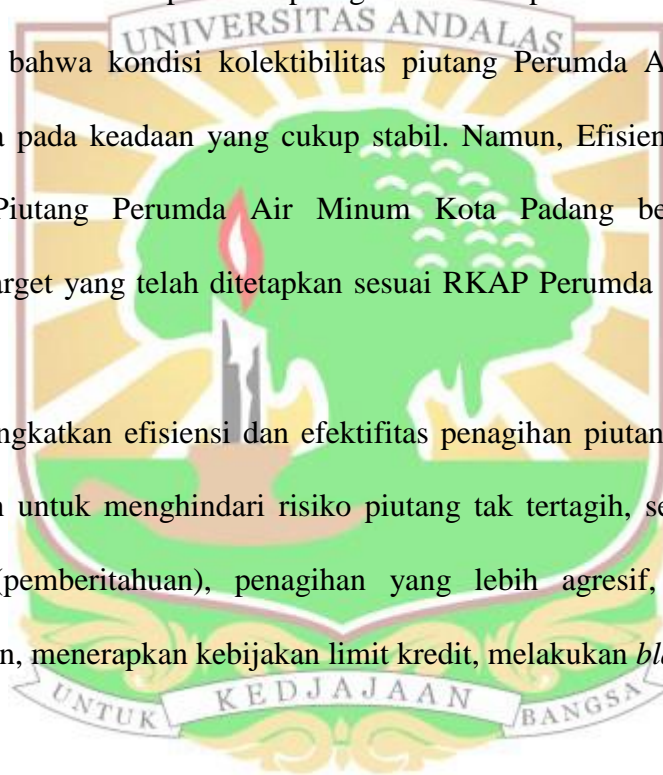 UNIVERSITAS ANDALAS
bahwa kondisi kolektibilitas piutang Perumda A
pada keadaan yang cukup stabil. Namun, Efisien
Piutang Perumda Air Minum Kota Padang be
arget yang telah ditetapkan sesuai RKAP Perumda
ngkatkan efisiensi dan efektifitas penagihan piutan
untuk menghindari risiko piutang tak tertagih, se
(pemberitahuan), penagihan yang lebih agresif,
n, menerapkan kebijakan limit kredit, melakukan bl
UNTUK KEDJAJAAN BANGSA